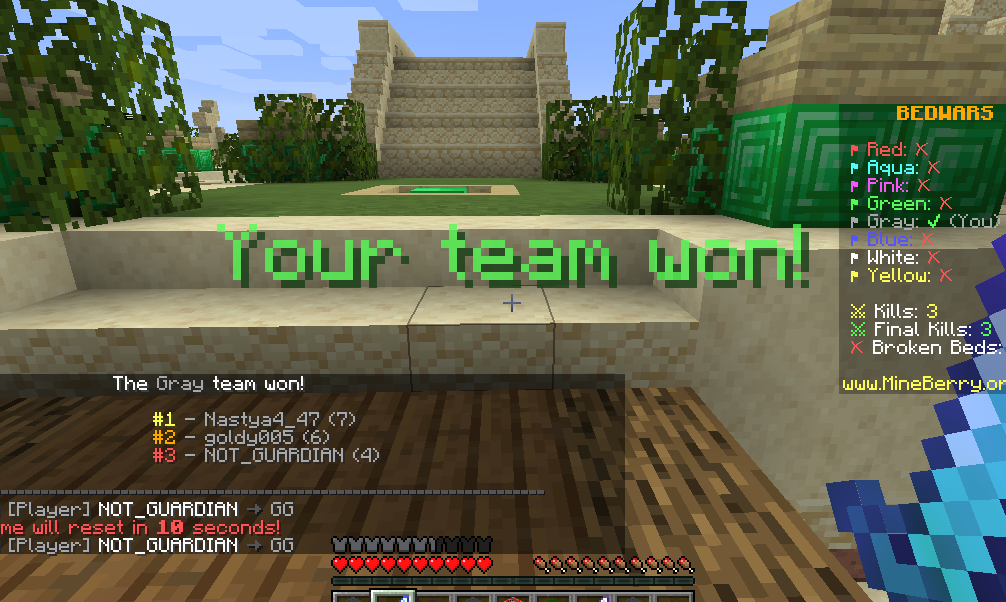 BEDWARS
Red: ✗
Aqua: ✗
Pink: ✗
Green: ✗
Gray: ✓ (You)
Blue: ✗
White: ✗
Yellow: ✗
Your team won!
Kills: 3
Final Kills: 3
Broken Beds:
www.MineBerry.or
The Gray team won!
#1 - Nastya4_47 (7)
#2 - goldy005 (6)
#3 - NOT_GUARDIAN (4)
[Player] NOT_GUARDIAN → GG
me will reset in 10 seconds!
[Player] NOT_GUARDIAN → GG